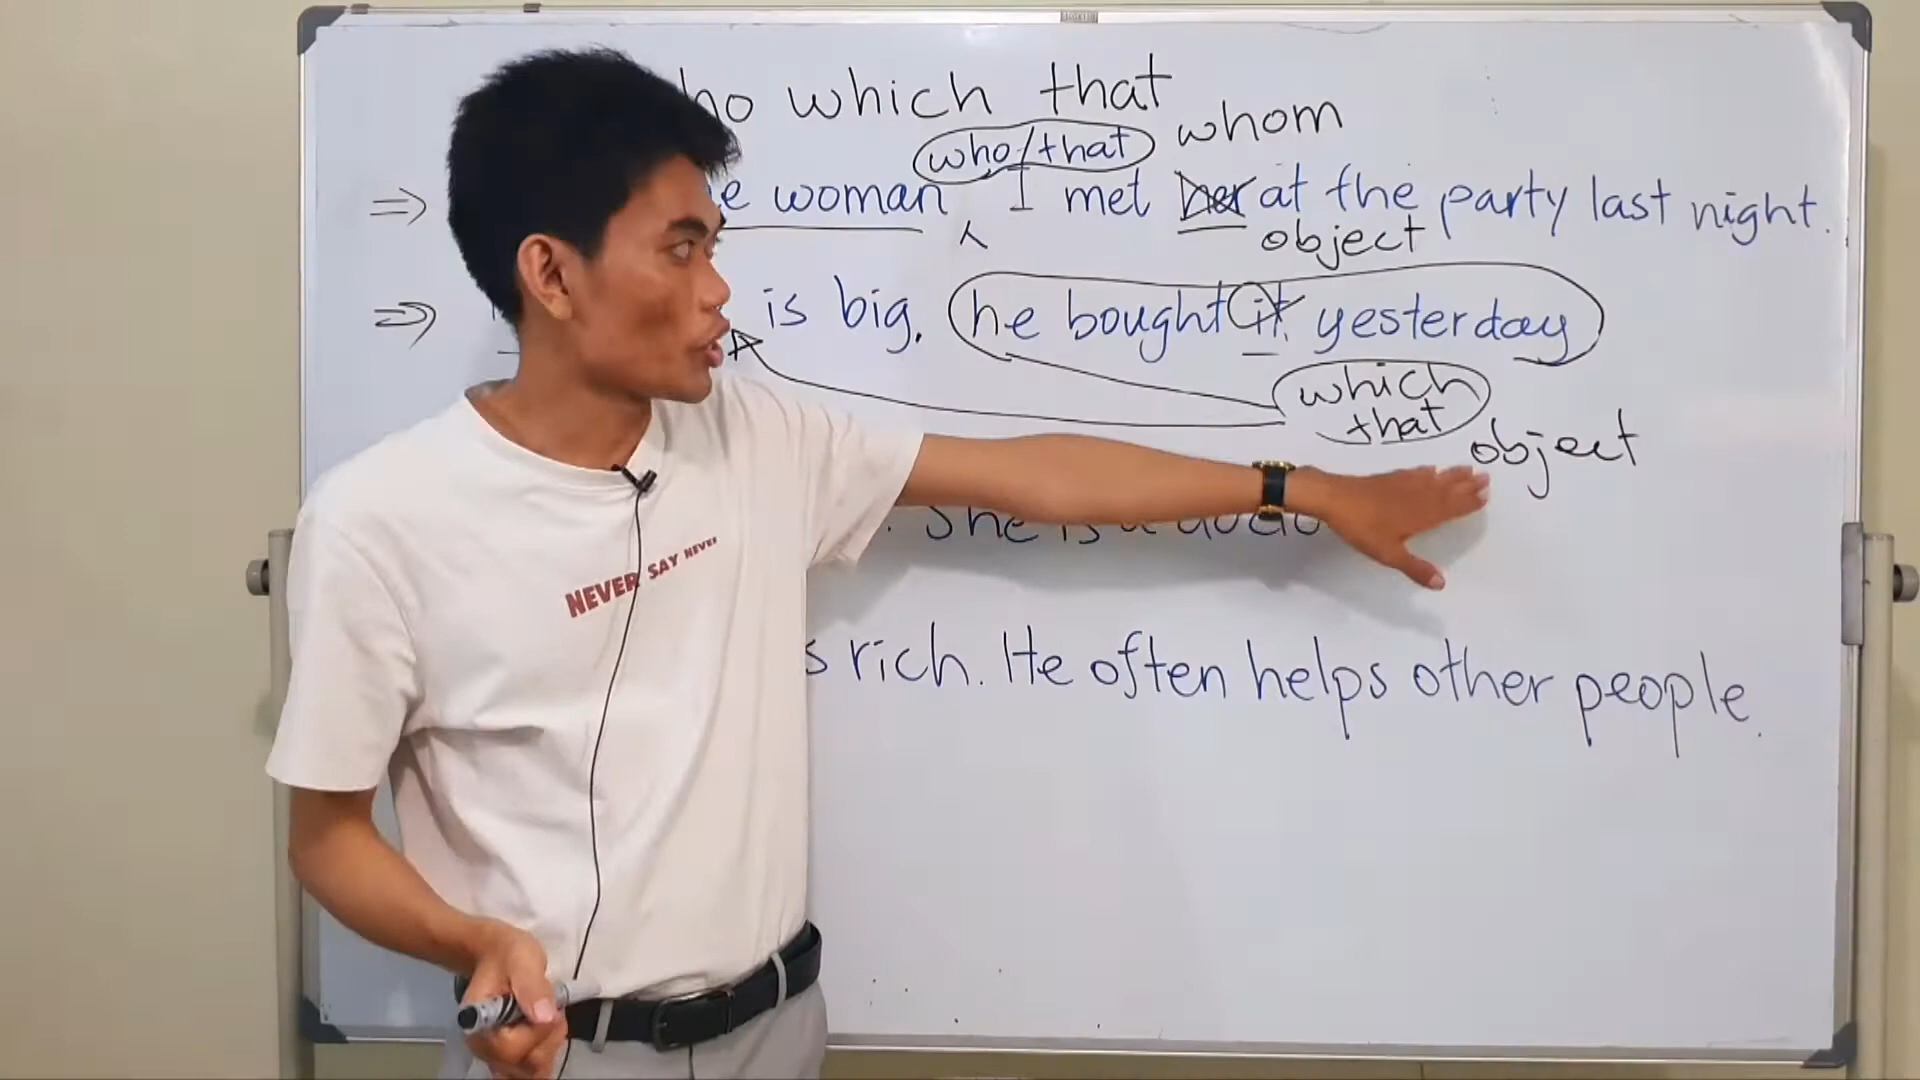 which that
who/that whom
woman I met her at the party last night.
object
is big. he bought it. yesterday
which
that
object
She is a
rich. He often helps other people.
NEVER SAY NEVER